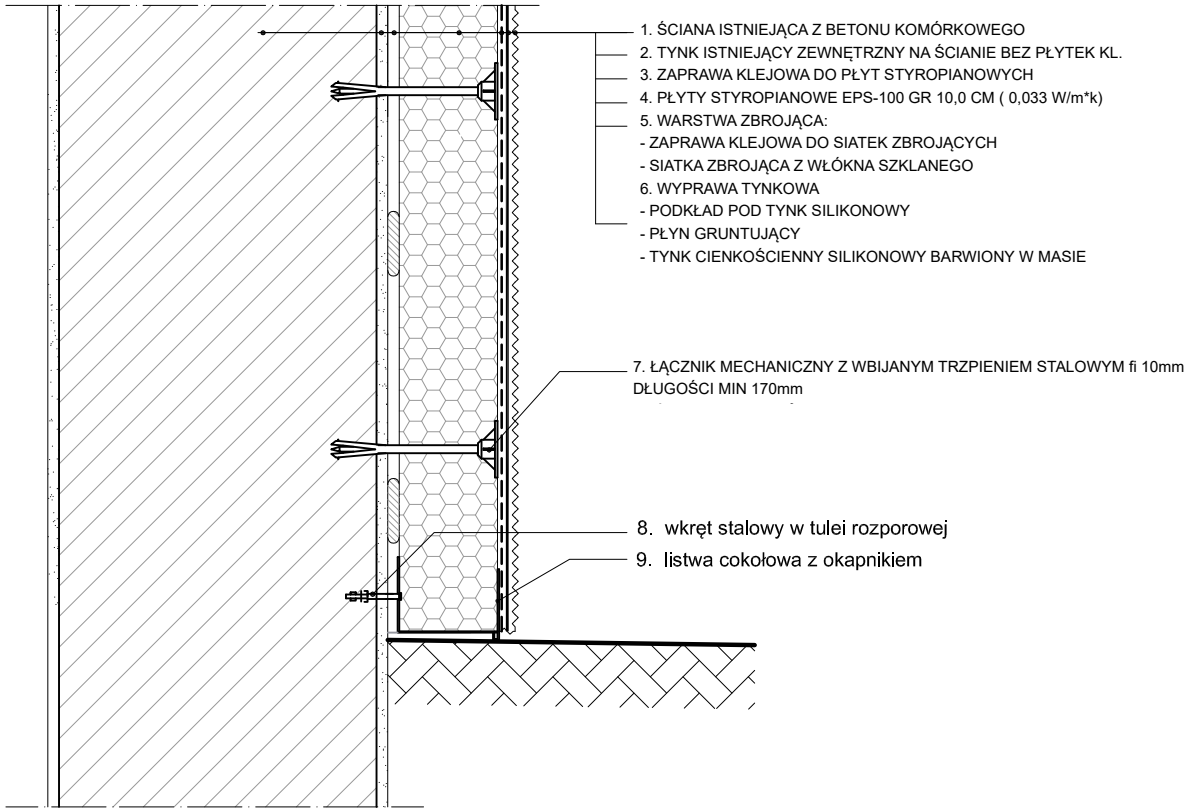 1. ŚCIANA ISTNIEJĄCA Z BETONU KOMÓRKOWEGO
2. TYNK ISTNIEJĄCY ZEWNĘTRZNY NA ŚCIANIE BEZ PŁYTEK KL.
3. ZAPRAWA KLEJOWA DO PŁYT STYROPIANOWYCH
4. PŁYTY STYROPIANOWE EPS-100 GR 10,0 CM ( 0,033 W/m*k)
5. WARSTWA ZBROJĄCA:
- ZAPRAWA KLEJOWA DO SIATEK ZBROJĄCYCH
- SIATKA ZBROJĄCA Z WŁÓKNA SZKLANEGO
6. WYPRAWA TYNKOWA
- PODKŁAD POD TYNK SILIKONOWY
- PŁYN GRUNTUJĄCY
- TYNK CIENKOŚCIENNY SILIKONOWY BARWIONY W MASIE
7. ŁĄCZNIK MECHANICZNY Z WBIJANYM TRZPIENIEM STALOWYM fi 10mm
DŁUGOŚCI MIN 170mm
8. wkręt stalowy w tulei rozporowej
9. listwa cokołowa z okapnikiem